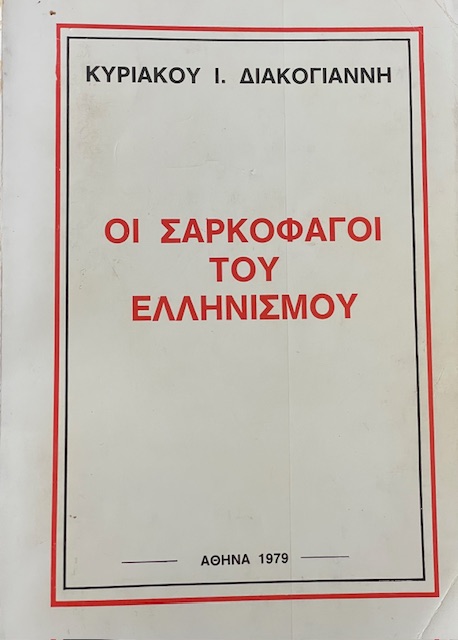 ΚΥΡΙΑΚΟΥ Ι. ΔΙΑΚΟΓΙΑΝΝΗ
ΟΙ ΣΑΡΚΟΦΑΓΟΙ
ΤΟΥ
ΕΛΛΗΝΙΣΜΟΥ
ΑΘΗΝΑ 1979